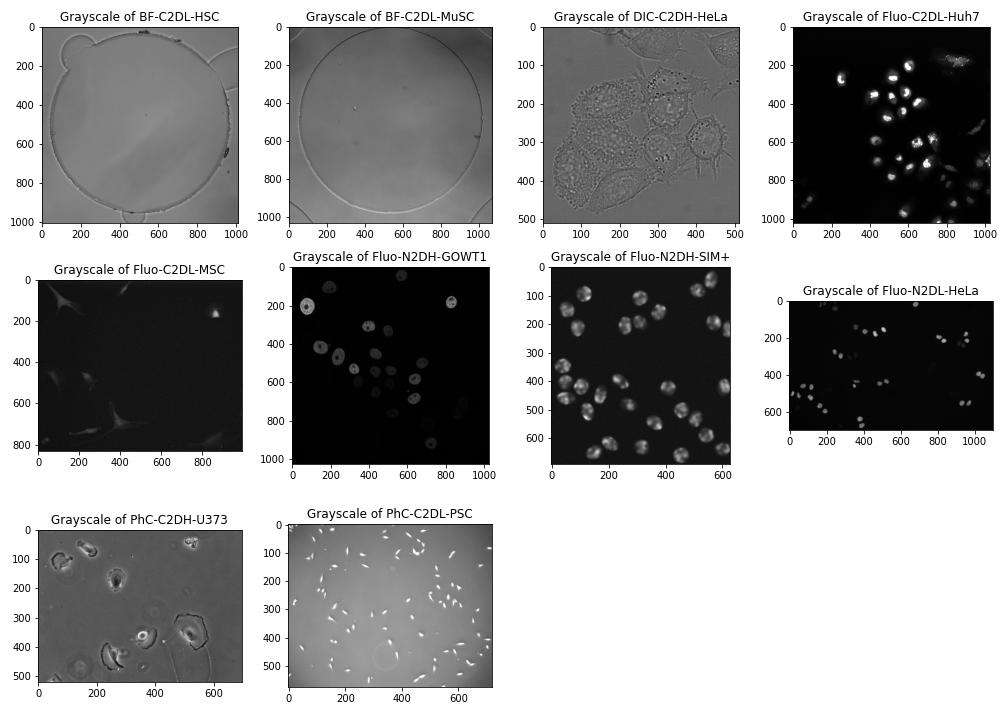 Grayscale of BF-C2DL-HSC
0
200
400
600
800
1000
0 200 400 600 800 1000
Grayscale of BF-C2DL-MuSC
0
200
400
600
800
1000
0 200 400 600 800 1000
Grayscale of DIC-C2DH-HeLa
0
100
200
300
400
500
0 100 200 300 400 500
Grayscale of Fluo-C2DL-Huh7
0
200
400
600
800
1000
0 200 400 600 800 1000
Grayscale of Fluo-C2DL-MSC
0
200
400
600
800
0 200 400 600 800
Grayscale of Fluo-N2DH-GOWT1
0
200
400
600
800
1000
0 200 400 600 800 1000
Grayscale of Fluo-N2DH-SIM+
0
100
200
300
400
500
600
0 200 400 600
Grayscale of Fluo-N2DL-HeLa
0
200
400
600
0 200 400 600 800 1000
Grayscale of PhC-C2DH-U373
0
100
200
300
400
500
0 200 400 600
Grayscale of PhC-C2DL-PSC
0
100
200
300
400
500
0 200 400 600